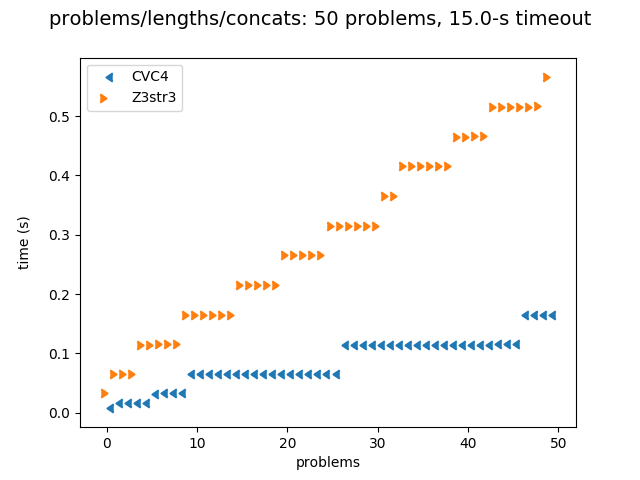 problems/lengths/concats: 50 problems, 15.0-s timeout
CVC4
Z3str3
0.5
0.4
0.3
0.2
0.1
0.0
time (s)
0 10 20 30 40 50
problems